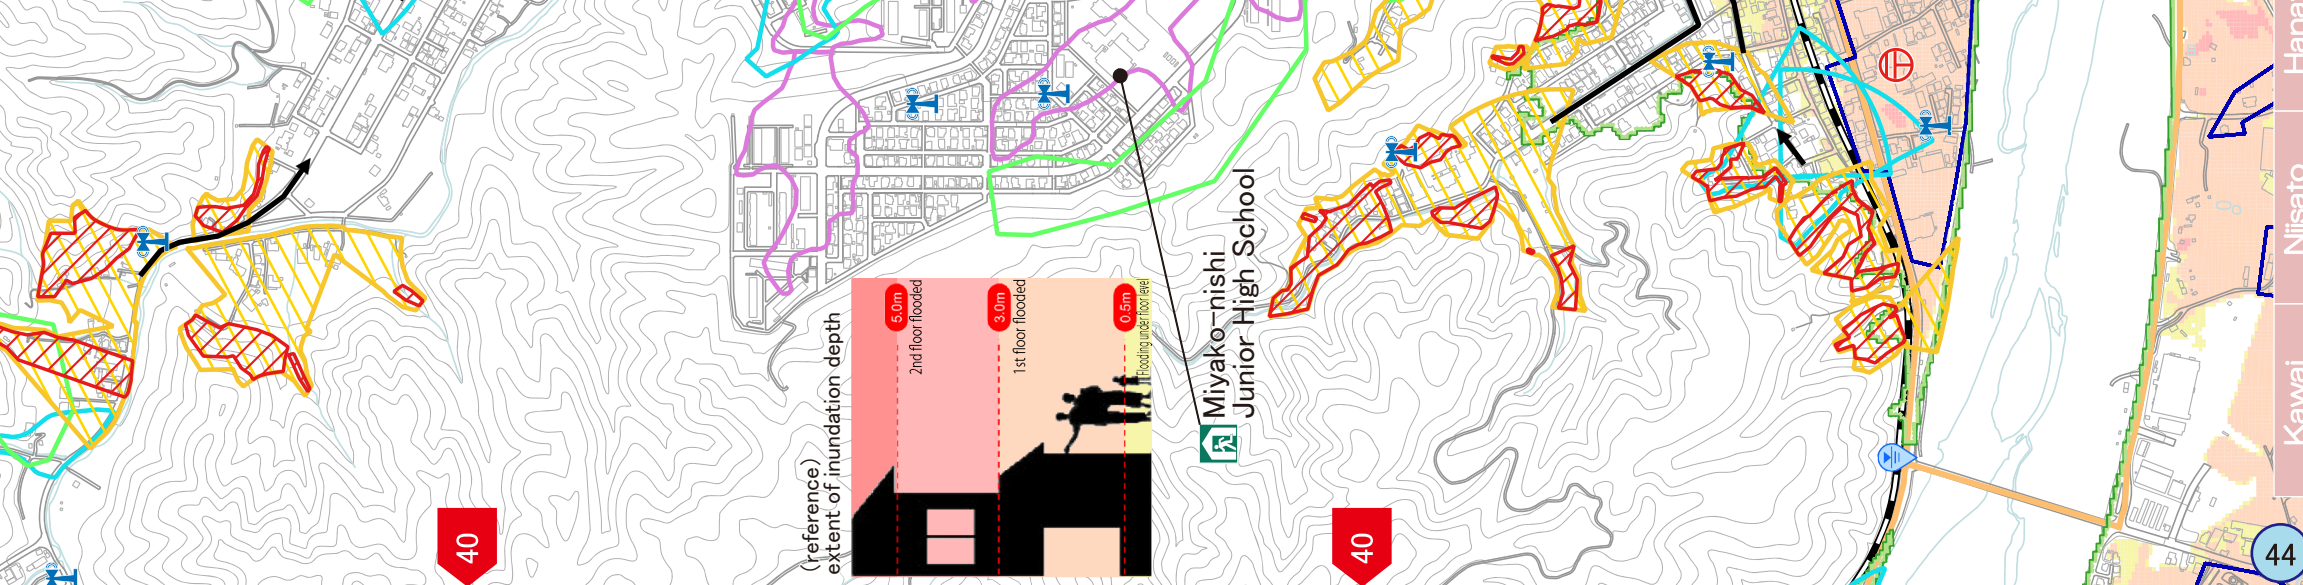 (reference)
extent of inundation depth
5.0m
2nd floor flooded
3.0m
1st floor flooded
0.5m
Flooding under floor level
Miyako-nishi
Junior High School
40
40
Niisato
Kawai
44